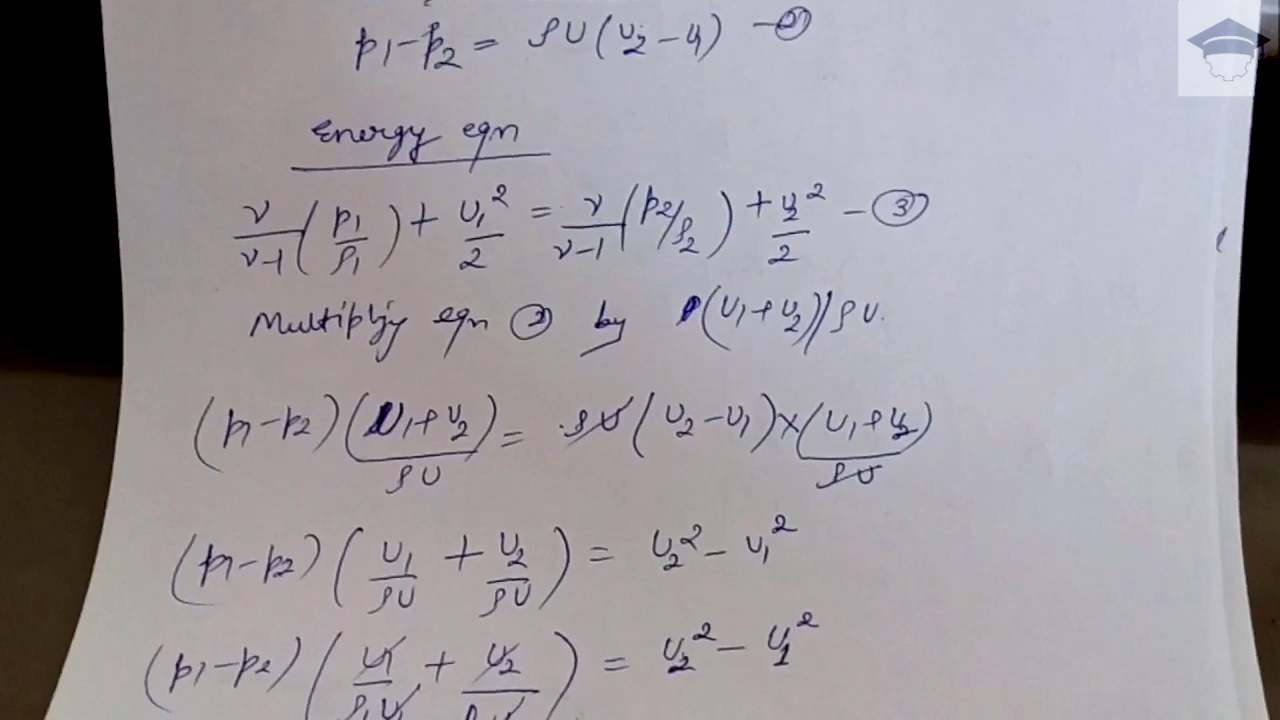 p1-p2 = ρU(U2-U1) -②
Energy eqn
ν/ν-1 (p1/ρ1) + U1²/2 = ν/ν-1 (p2/ρ2) + U2²/2 - ③
Multiply eqn ② by (U1+U2)/ρU.
(p1-p2) (U1+U2)/ρU = ρU (U2-U1) × (U1+U2)/ρU
(p1-p2) (U1/ρU + U2/ρU) = U2² - U1²
(p1-p2) (U1/ρ1U1 + U2/ρU) = U2² - U1²